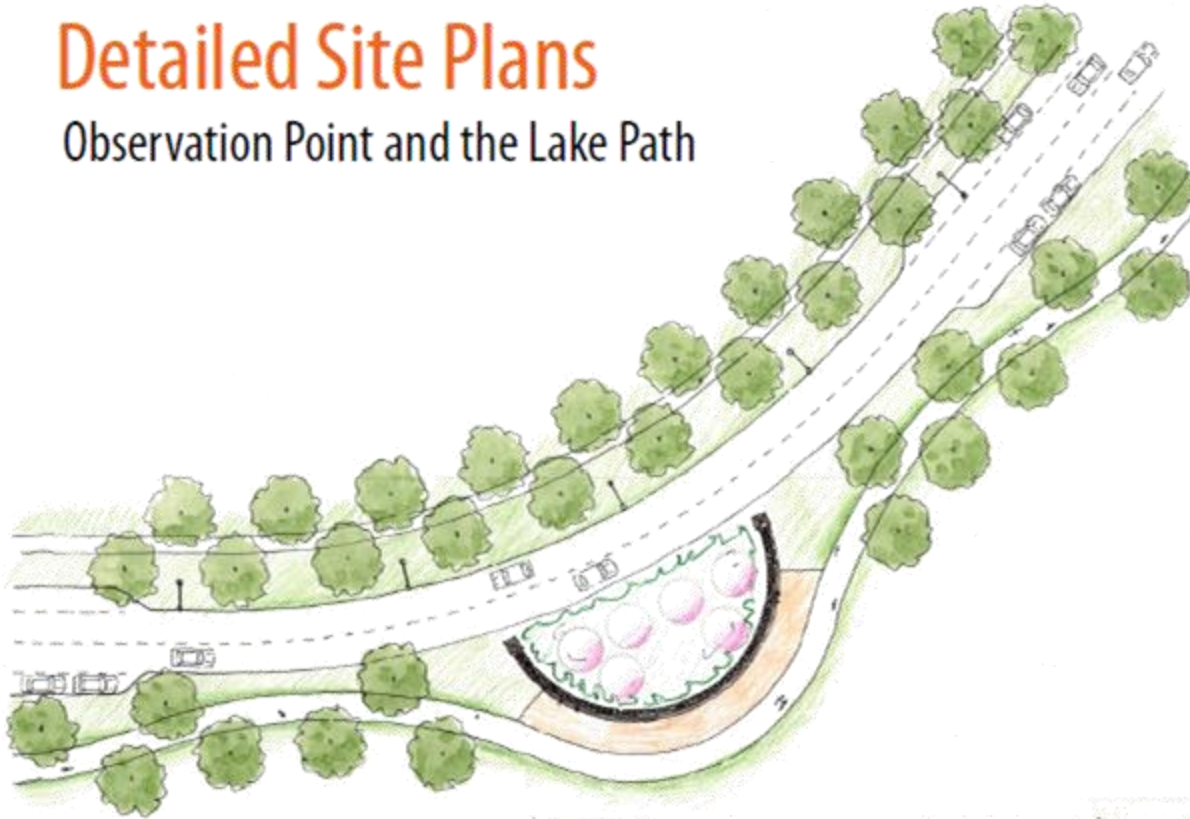 Detailed Site Plans
Observation Point and the Lake Path